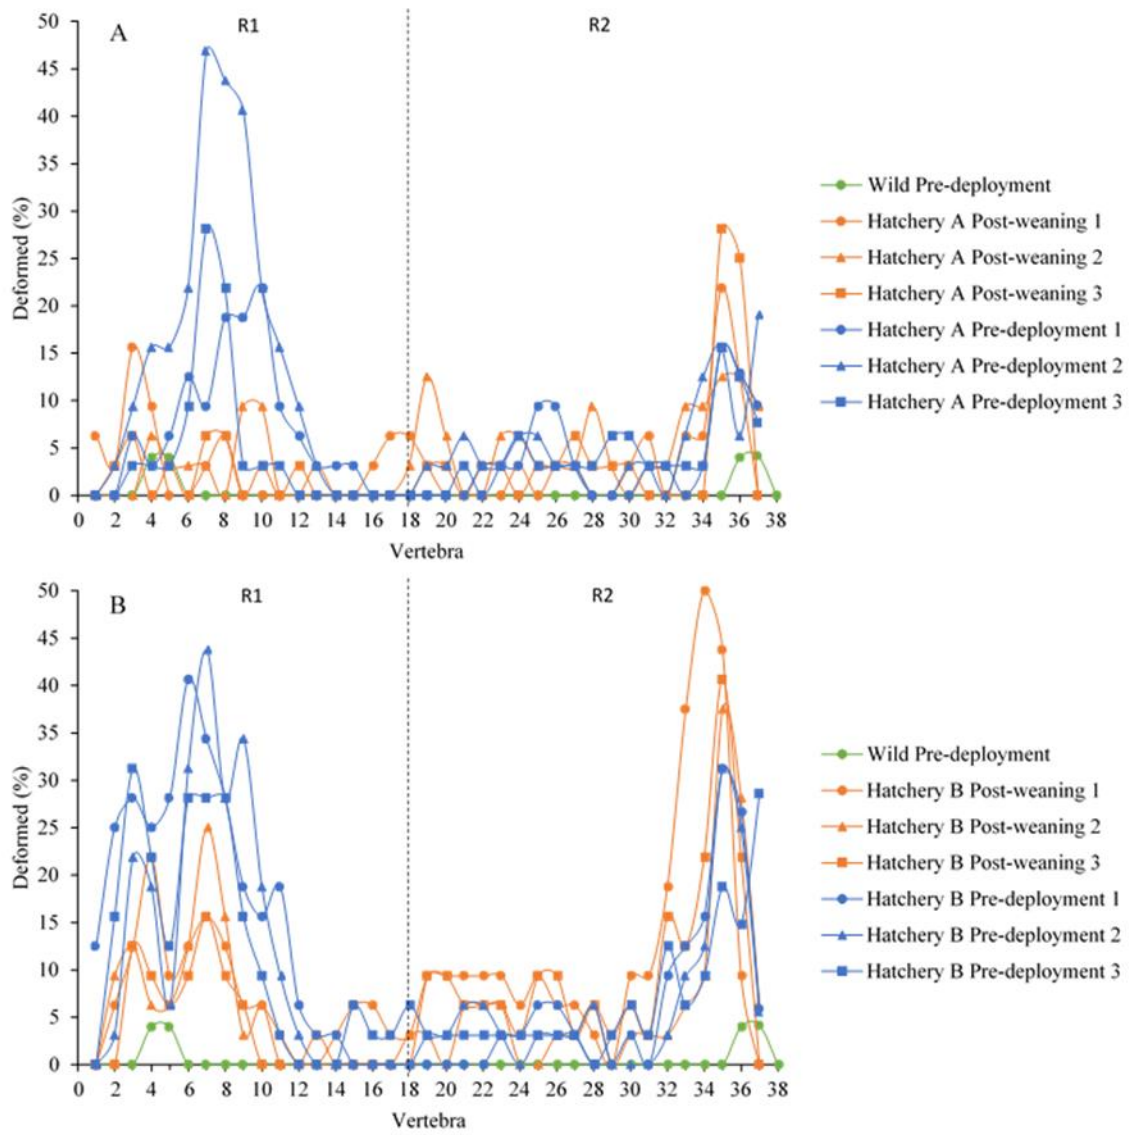 A
R1
R2
50
45
40
35
30
25
20
15
10
5
0
Deformed (%)
0 2 4 6 8 10 12 14 16 18 20 22 24 26 28 30 32 34 36 38
Vertebra
Wild Pre-deployment
Hatchery A Post-weaning 1
Hatchery A Post-weaning 2
Hatchery A Post-weaning 3
Hatchery A Pre-deployment 1
Hatchery A Pre-deployment 2
Hatchery A Pre-deployment 3
B
R1
R2
50
45
40
35
30
25
20
15
10
5
0
Deformed (%)
0 2 4 6 8 10 12 14 16 18 20 22 24 26 28 30 32 34 36 38
Vertebra
Wild Pre-deployment
Hatchery B Post-weaning 1
Hatchery B Post-weaning 2
Hatchery B Post-weaning 3
Hatchery B Pre-deployment 1
Hatchery B Pre-deployment 2
Hatchery B Pre-deployment 3